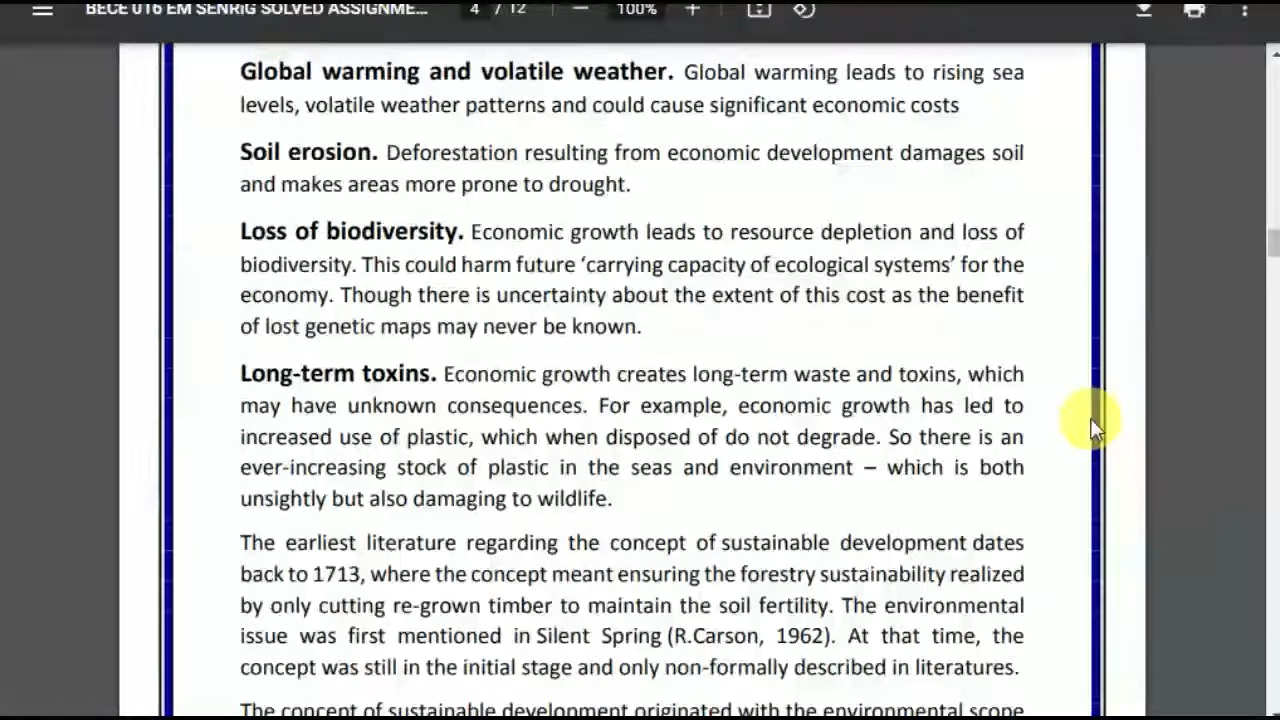 BECE 016 EM SENRIG SOLVED ASSIGNME...
4 / 12
100%
Global warming and volatile weather. Global warming leads to rising sea
levels, volatile weather patterns and could cause significant economic costs
Soil erosion. Deforestation resulting from economic development damages soil
and makes areas more prone to drought.
Loss of biodiversity. Economic growth leads to resource depletion and loss of
biodiversity. This could harm future ‘carrying capacity of ecological systems’ for the
economy. Though there is uncertainty about the extent of this cost as the benefit
of lost genetic maps may never be known.
Long-term toxins. Economic growth creates long-term waste and toxins, which
may have unknown consequences. For example, economic growth has led to
increased use of plastic, which when disposed of do not degrade. So there is an
ever-increasing stock of plastic in the seas and environment – which is both
unsightly but also damaging to wildlife.
The earliest literature regarding the concept of sustainable development dates
back to 1713, where the concept meant ensuring the forestry sustainability realized
by only cutting re-grown timber to maintain the soil fertility. The environmental
issue was first mentioned in Silent Spring (R.Carson, 1962). At that time, the
concept was still in the initial stage and only non-formally described in literatures.
The concept of sustainable development originated with the environmental scope